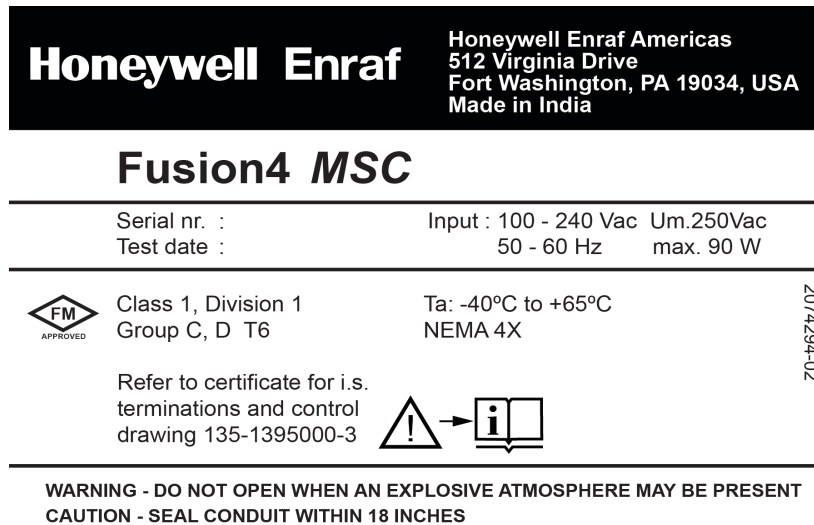 Honeywell Enraf
Honeywell Enraf Americas
512 Virginia Drive
Fort Washington, PA 19034, USA
Made in India
Fusion4 MSC
Serial nr. :
Test date :
Input : 100 - 240 Vac Um.250Vac
50 - 60 Hz max. 90 W
FM
APPROVED
Class 1, Division 1
Group C, D T6
Ta: -40ºC to +65ºC
NEMA 4X
2074294-02
Refer to certificate for i.s.
terminations and control
drawing 135-1395000-3
! i
WARNING - DO NOT OPEN WHEN AN EXPLOSIVE ATMOSPHERE MAY BE PRESENT
CAUTION - SEAL CONDUIT WITHIN 18 INCHES